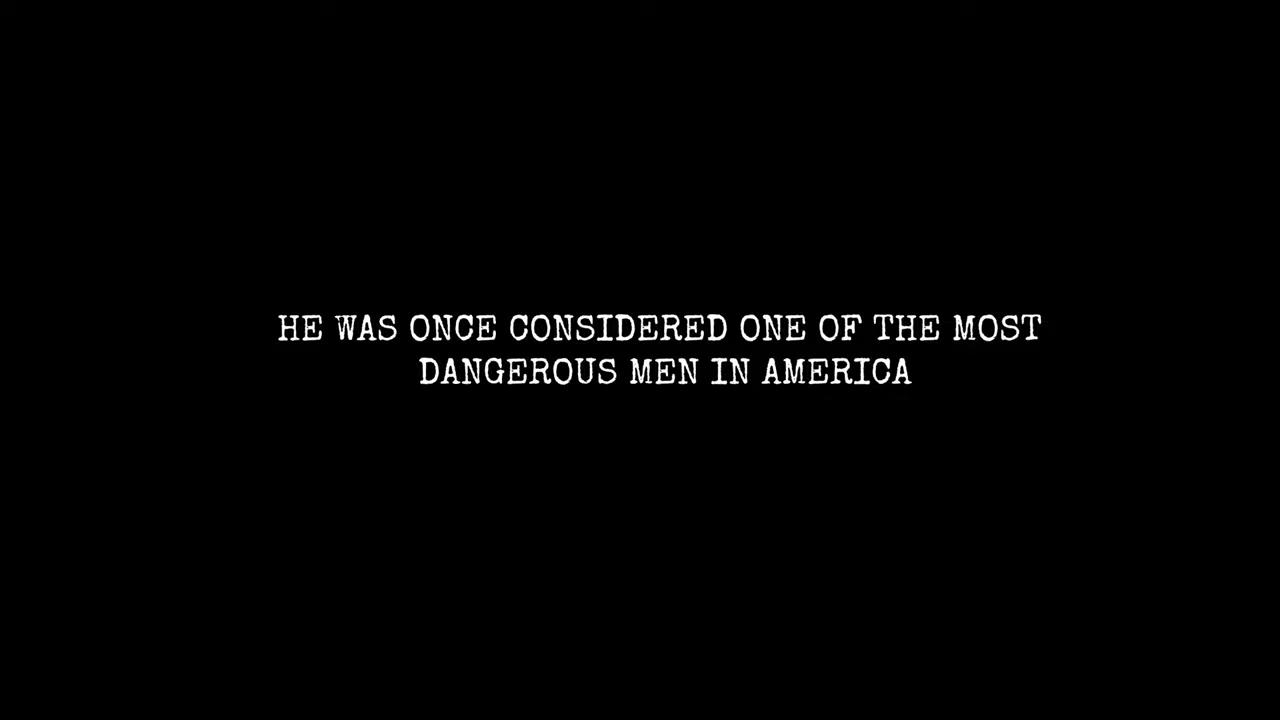 HE WAS ONCE CONSIDERED ONE OF THE MOST
DANGEROUS MEN IN AMERICA